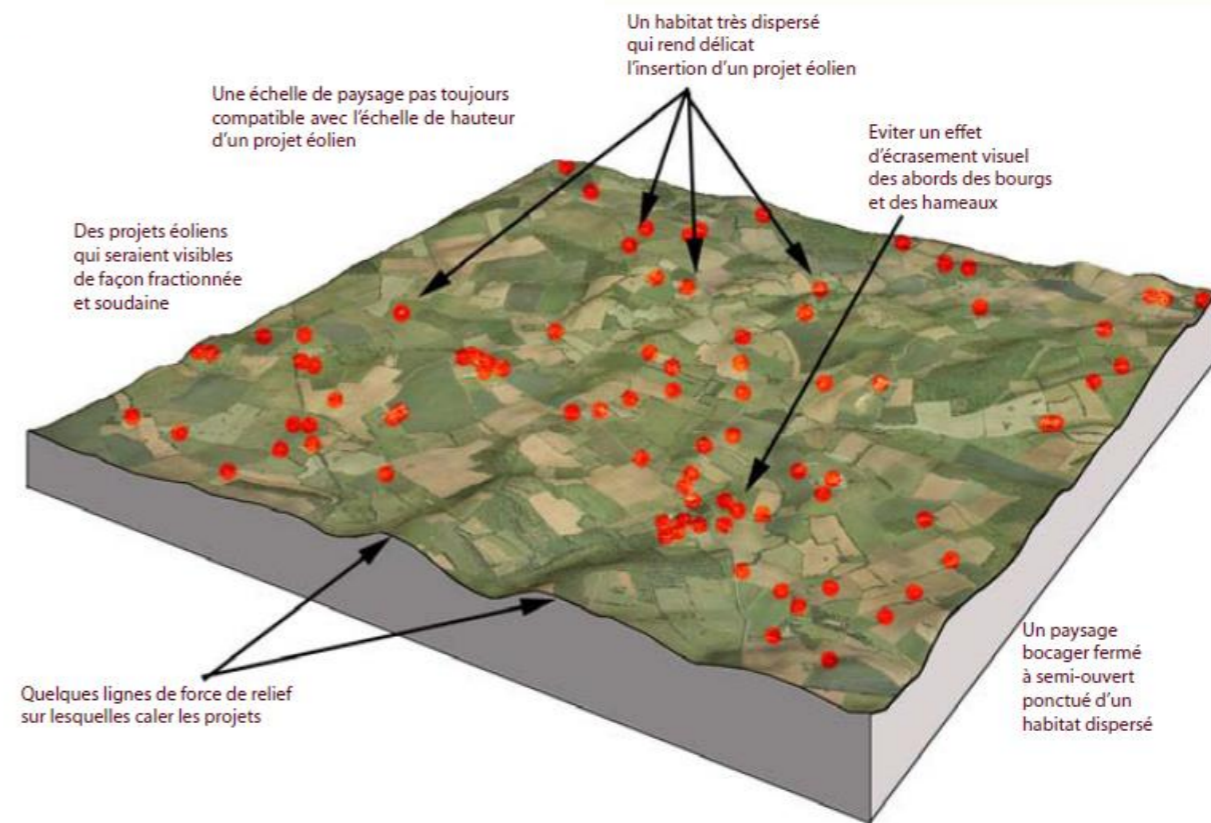 Un habitat très dispersé
qui rend délicat
l'insertion d'un projet éolien
Une échelle de paysage pas toujours
compatible avec l'échelle de hauteur
d'un projet éolien
Eviter un effet
d'écrasement visuel
des abords des bourgs
et des hameaux
Des projets éoliens
qui seraient visibles
de façon fractionnée
et soudaine
Un paysage
bocager fermé
à semi-ouvert
ponctué d'un
habitat dispersé
Quelques lignes de force de relief
sur lesquelles caler les projets